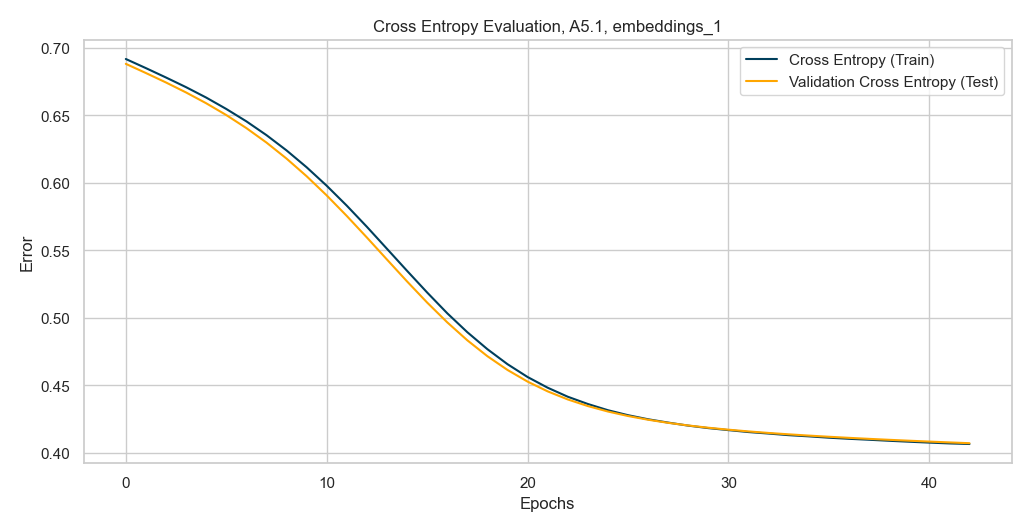 Cross Entropy Evaluation, A5.1, embeddings_1
Cross Entropy (Train)
Validation Cross Entropy (Test)
Error
0.70
0.65
0.60
0.55
0.50
0.45
0.40
0
10
20
30
40
Epochs